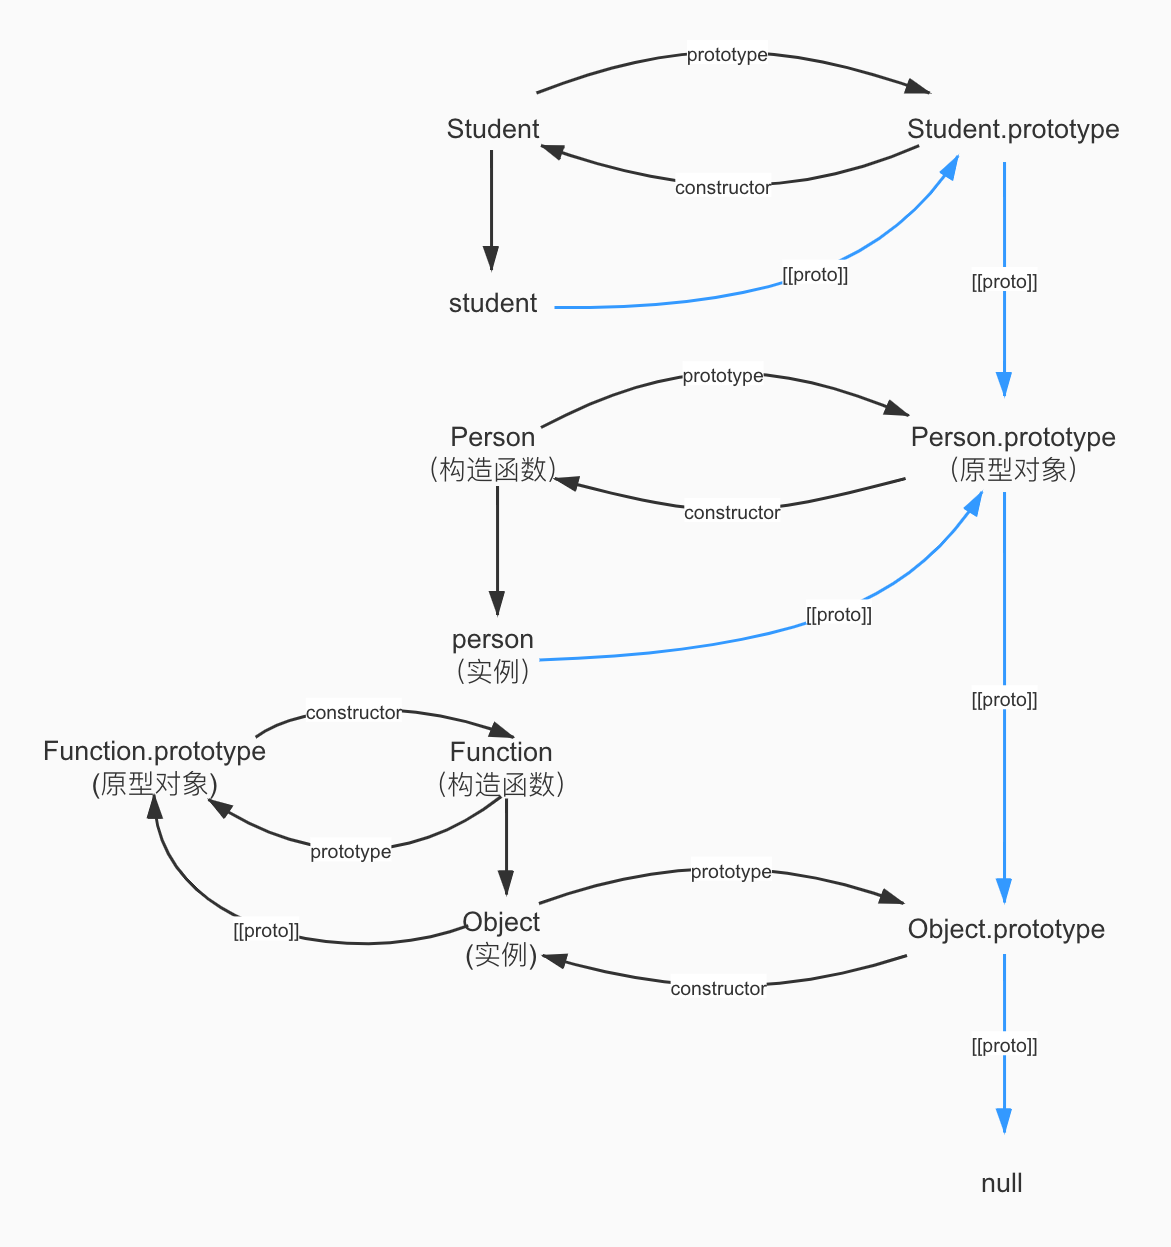 prototype
Student
Student.prototype
constructor
[[proto]]
[[proto]]
student
prototype
Person
（构造函数）
Person.prototype
（原型对象）
constructor
[[proto]]
person
（实例）
[[proto]]
constructor
Function.prototype
(原型对象)
Function
（构造函数）
prototype
prototype
[[proto]]
Object
(实例)
Object.prototype
constructor
[[proto]]
null